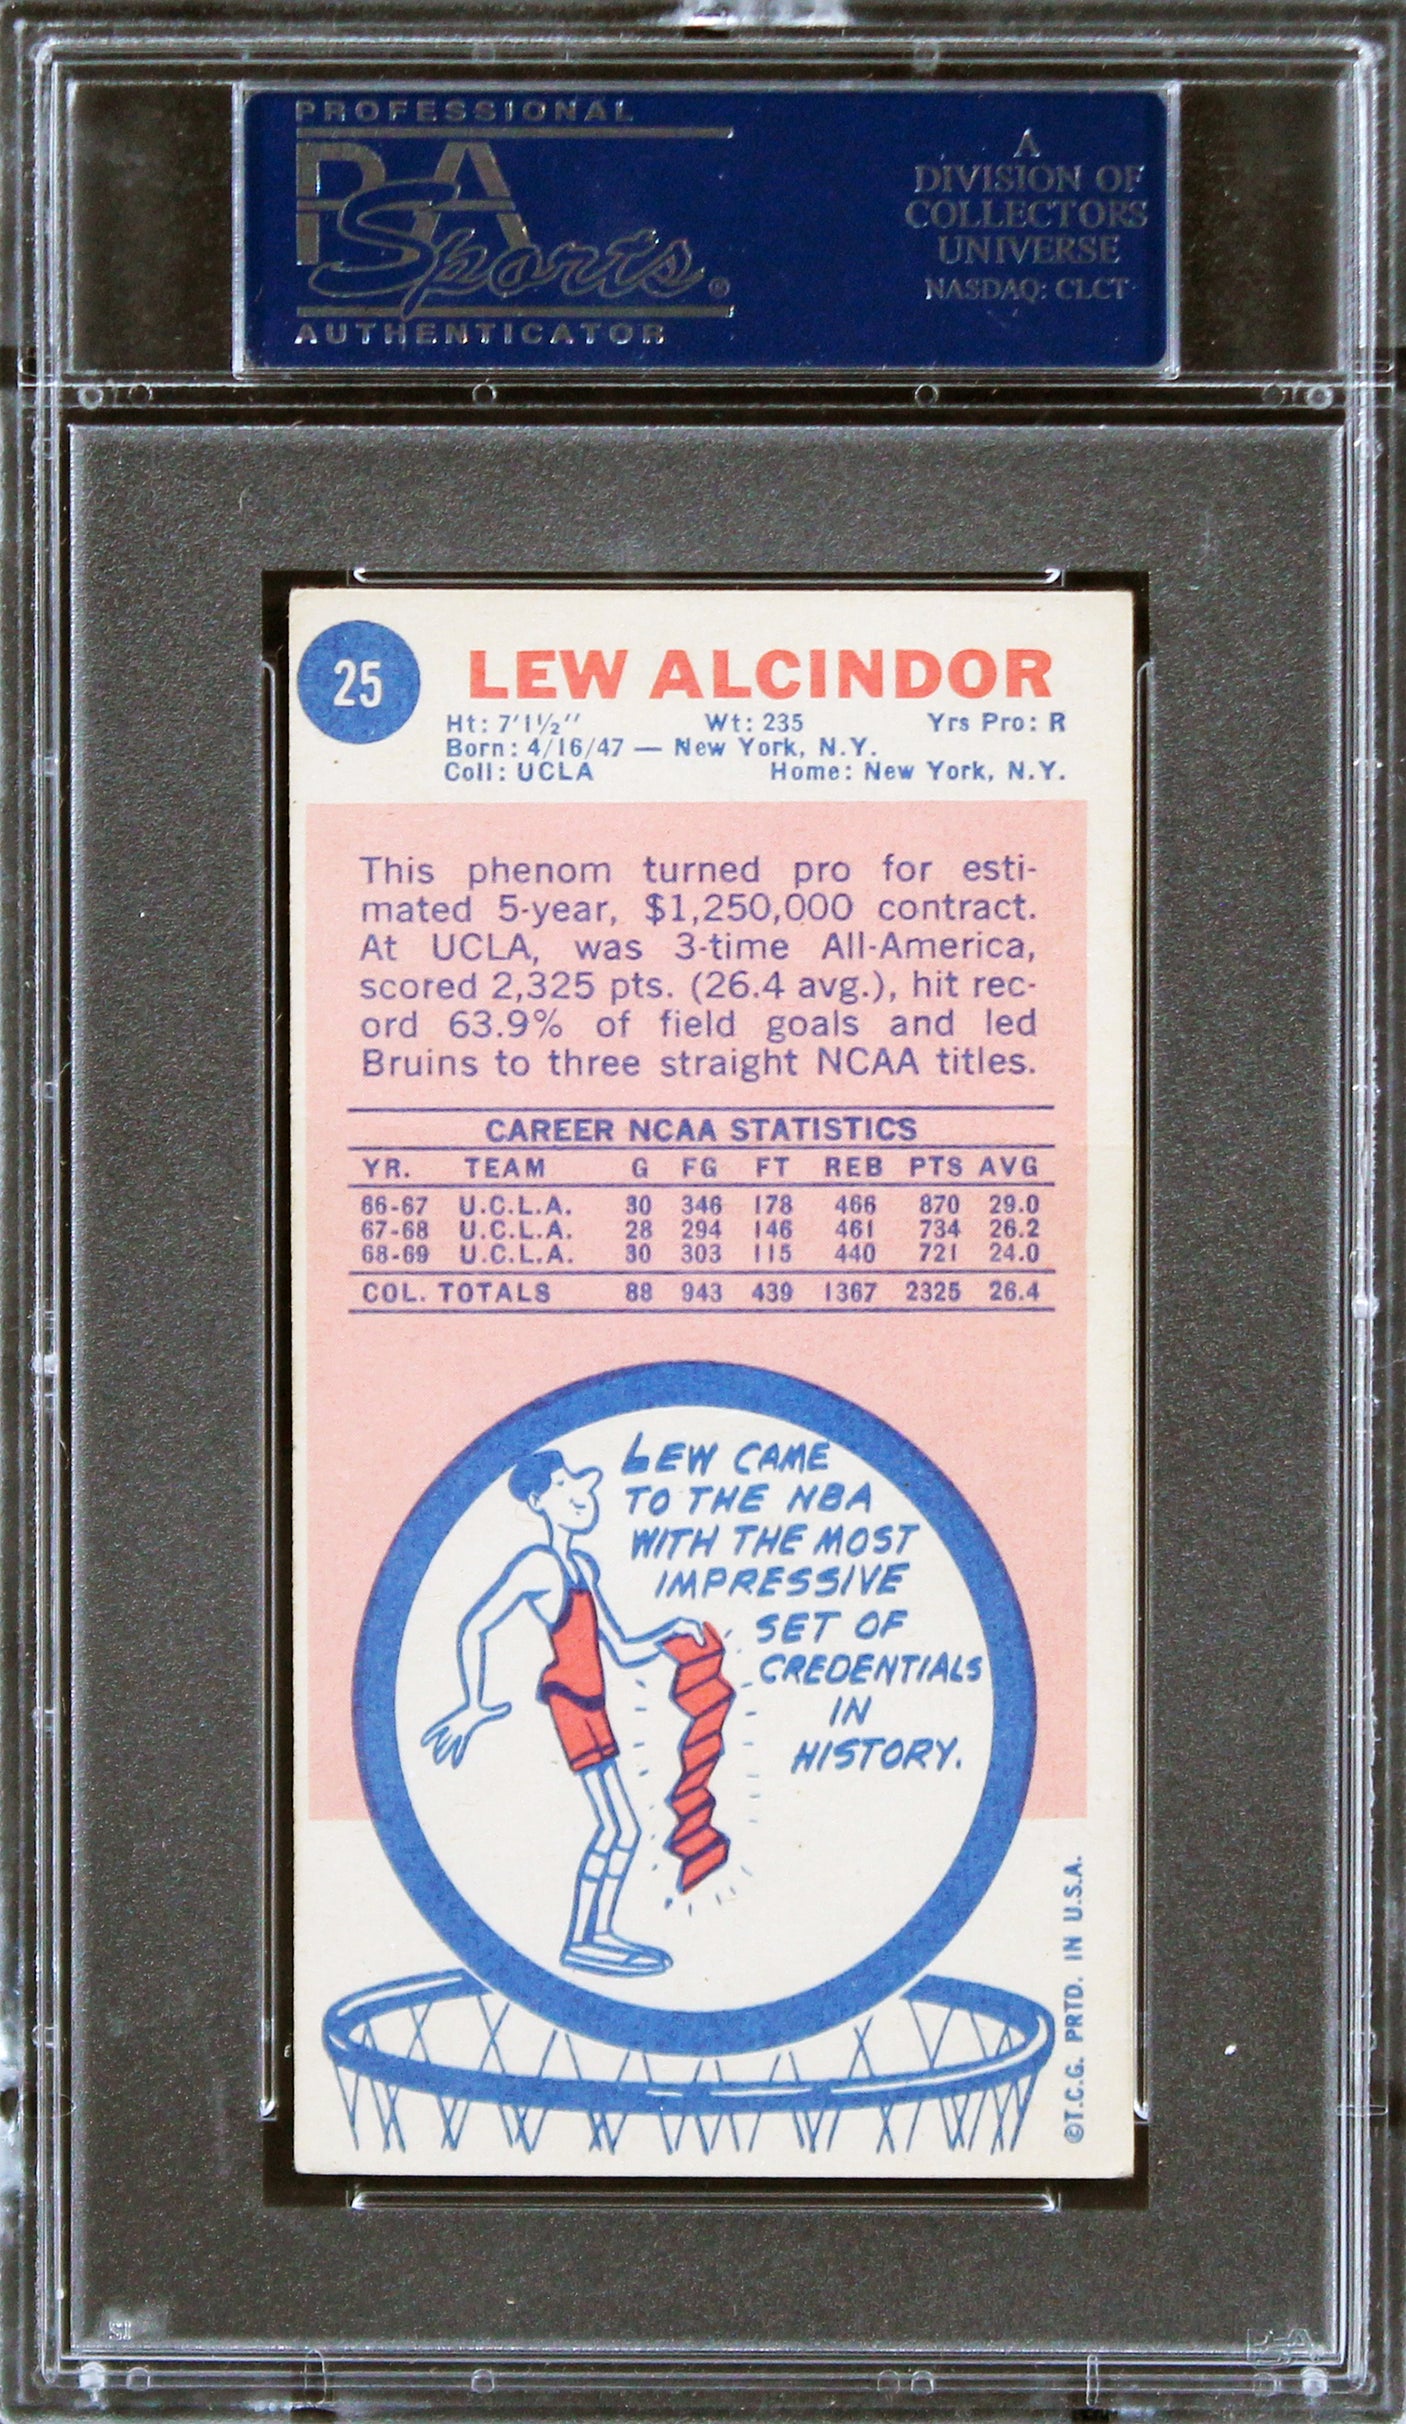 PROFESSIONAL
PSA
Sports®
AUTHENTICATOR
A
DIVISION OF
COLLECTORS
UNIVERSE
NASDAQ: CLCT
25
LEW ALCINDOR
Ht: 7'1½" Wt: 235 Yrs Pro: R
Born: 4/16/47 — New York, N.Y.
Coll: UCLA Home: New York, N.Y.
This phenom turned pro for esti-
mated 5-year, $1,250,000 contract.
At UCLA, was 3-time All-America,
scored 2,325 pts. (26.4 avg.), hit rec-
ord 63.9% of field goals and led
Bruins to three straight NCAA titles.
CAREER NCAA STATISTICS
YR. TEAM G FG FT REB PTS AVG
66-67 U.C.L.A. 30 346 178 466 870 29.0
67-68 U.C.L.A. 28 294 146 461 734 26.2
68-69 U.C.L.A. 30 303 115 440 721 24.0
COL. TOTALS 88 943 439 1367 2325 26.4
LEW CAME
TO THE NBA
WITH THE MOST
IMPRESSIVE
SET OF
CREDENTIALS
IN
HISTORY.
©T.C.G. PRTD. IN U.S.A.
PSA